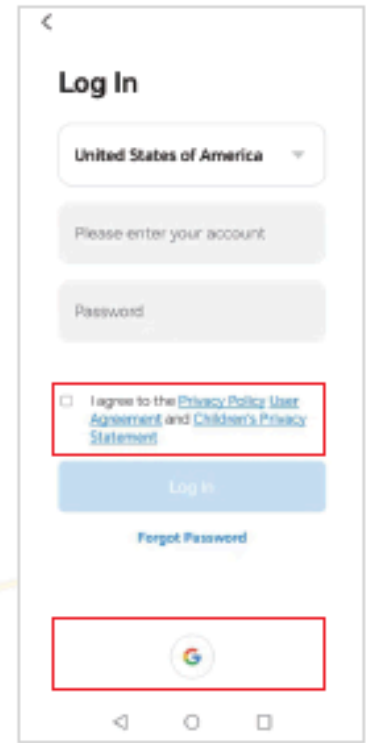 Log In
United States of America
Please enter your account
Password
I agree to the Privacy Policy User
Agreement and Children's Privacy
Statement
Log In
Forgot Password
G